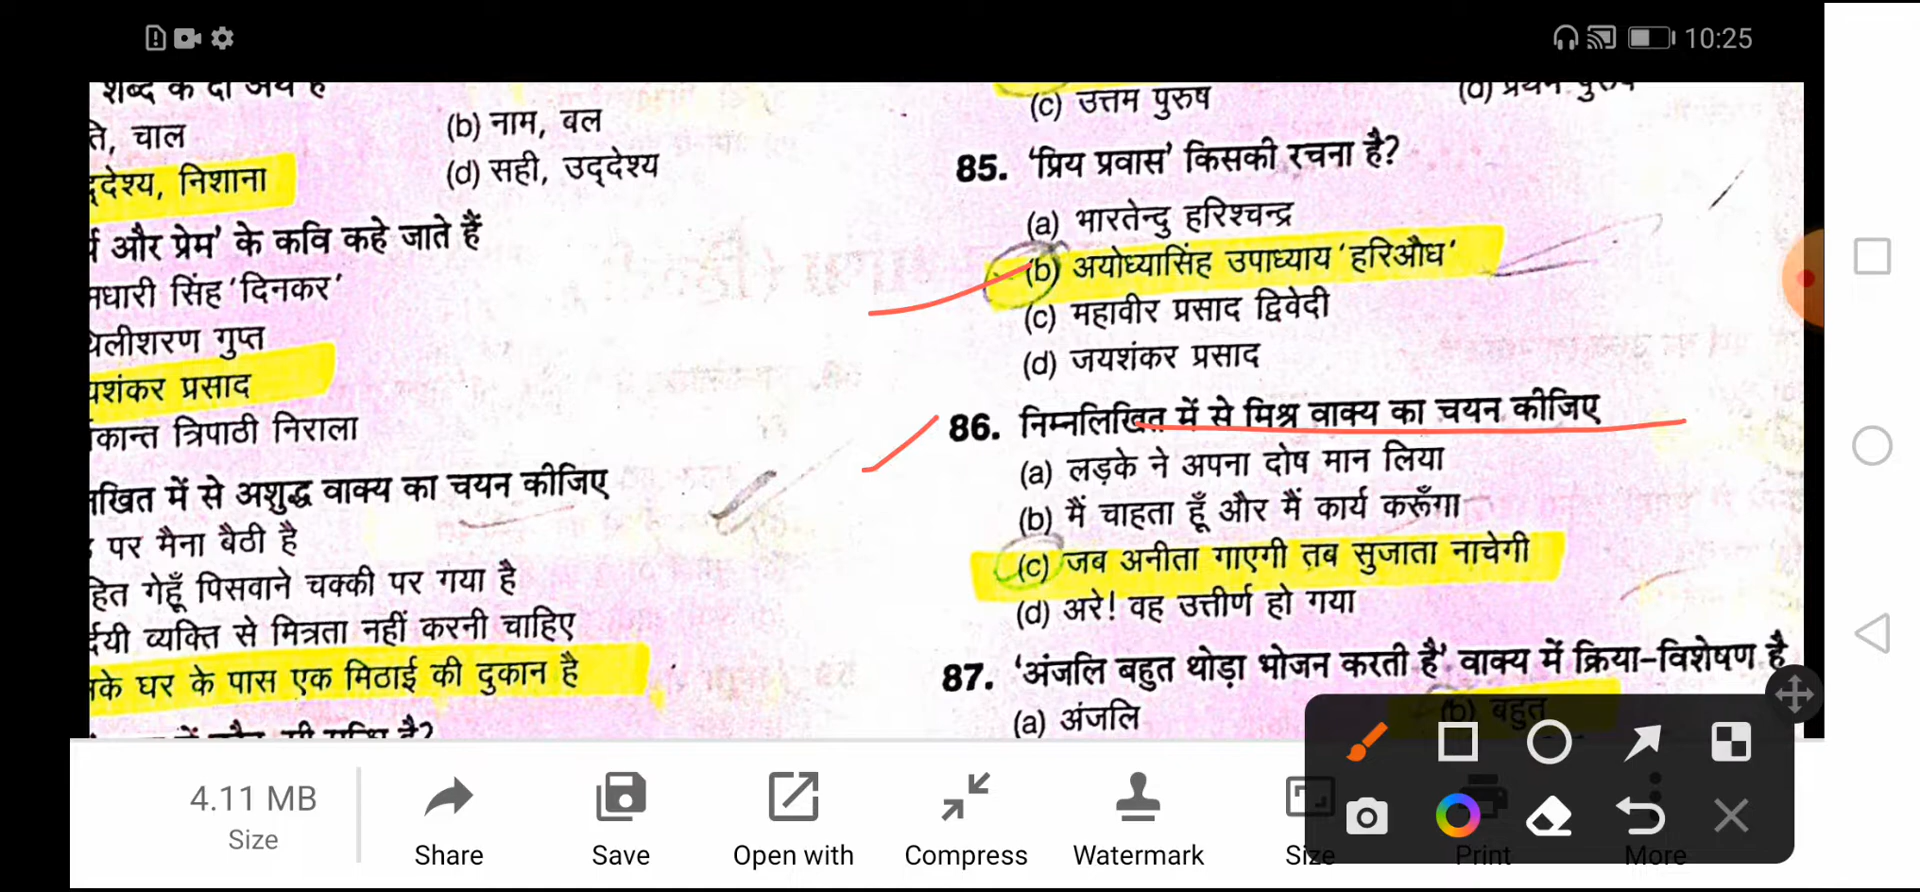 10:25
शब्द के दो अर्थ है
ति, चाल
(b) नाम, बल
द्देश्य, निशाना
(d) सही, उद्देश्य
और प्रेम' के कवि कहे जाते हैं
मधारी सिंह 'दिनकर'
थिलीशरण गुप्त
यशंकर प्रसाद
कान्त त्रिपाठी निराला
खित में से अशुद्ध वाक्य का चयन कीजिए
पर मैना बैठी है
हित गेहूँ पिसवाने चक्की पर गया है
र्दयी व्यक्ति से मित्रता नहीं करनी चाहिए
के घर के पास एक मिठाई की दुकान है
(c) उत्तम पुरुष
(d) प्रथम पुरुष
85. 'प्रिय प्रवास' किसकी रचना है?
(a) भारतेन्दु हरिश्चन्द्र
(b) अयोध्यासिंह उपाध्याय 'हरिऔध'
(c) महावीर प्रसाद द्विवेदी
(d) जयशंकर प्रसाद
86. निम्नलिखित में से मिश्र वाक्य का चयन कीजिए
(a) लड़के ने अपना दोष मान लिया
(b) मैं चाहता हूँ और मैं कार्य करूँगा
(c) जब अनीता गाएगी तब सुजाता नाचेगी
(d) अरे! वह उत्तीर्ण हो गया
87. 'अंजलि बहुत थोड़ा भोजन करती है' वाक्य में क्रिया-विशेषण है
(a) अंजलि
(b) बहुत
4.11 MB
Size
Share
Save
Open with
Compress
Watermark
Size
Print
More